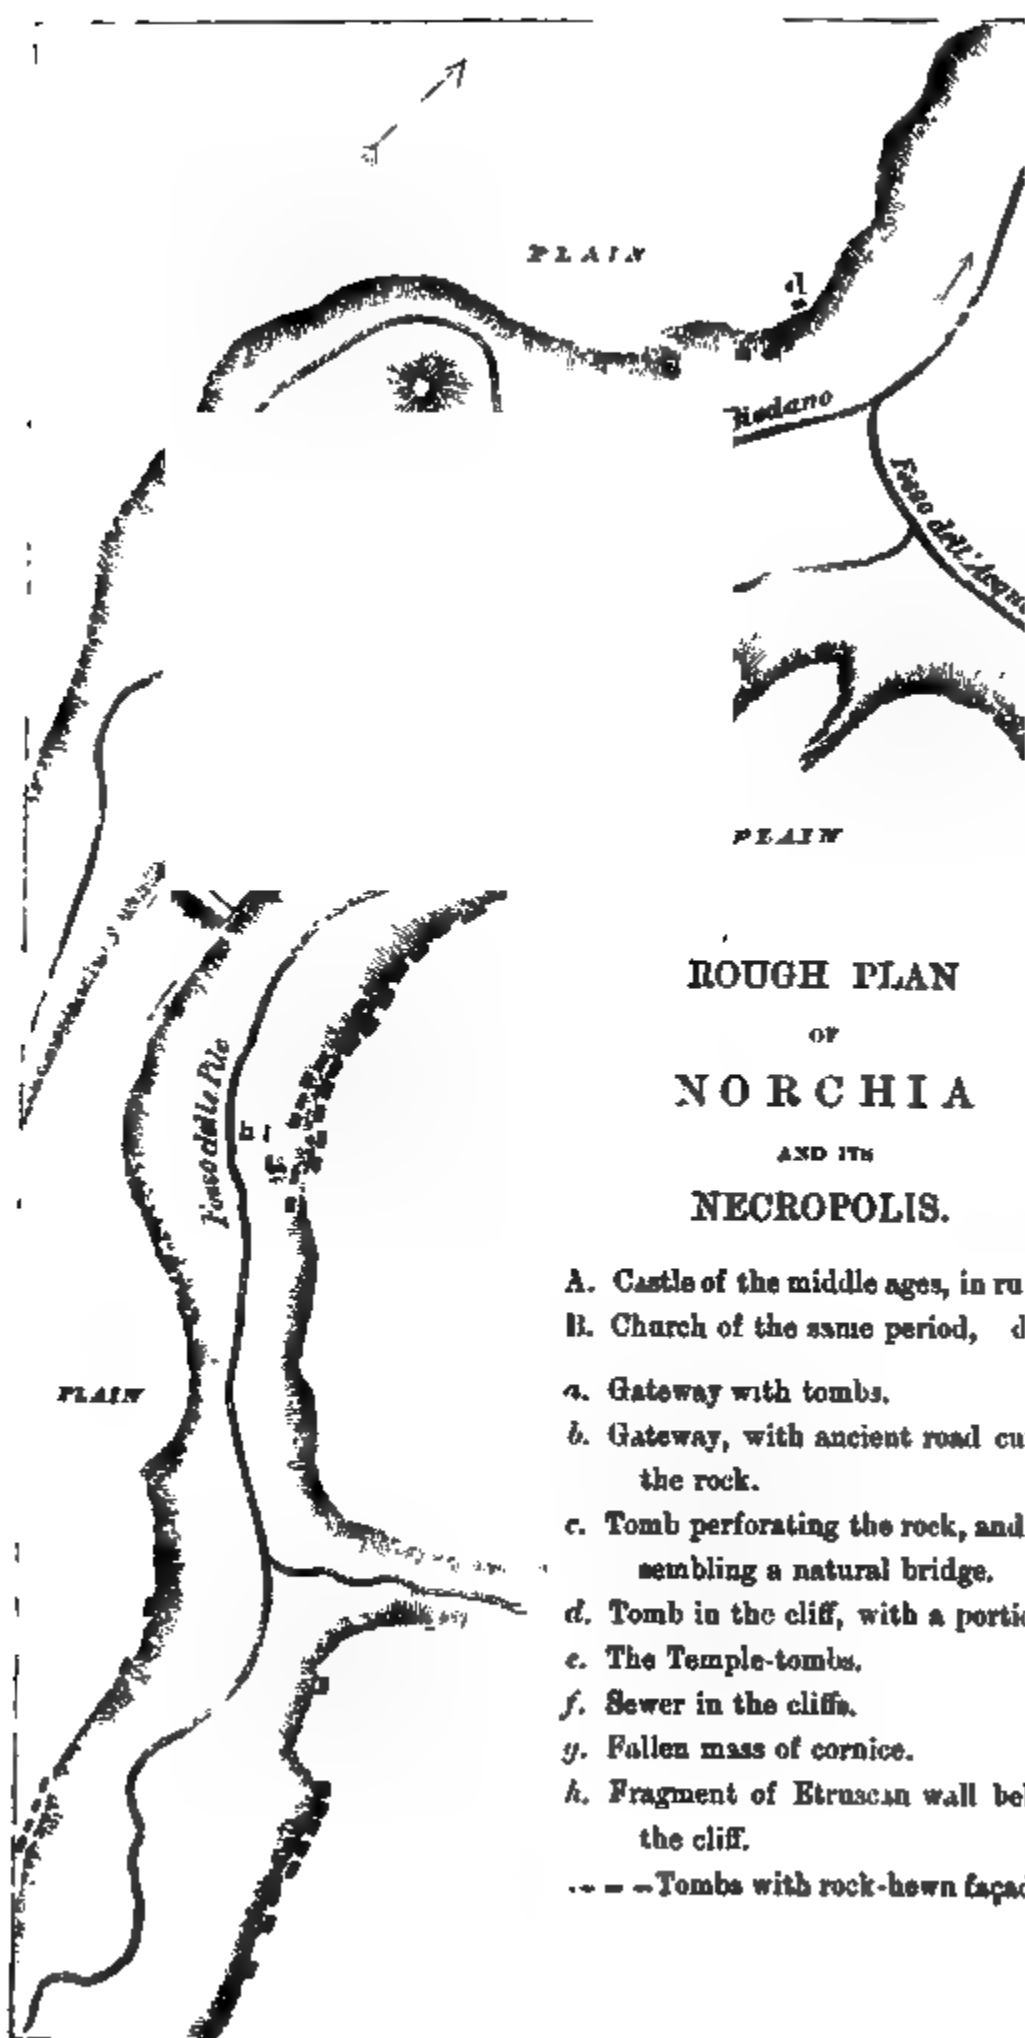 PLAIN
d
Fosso dell'Acqu
PLAIN
ROUGH PLAN
OF
NORCHIA
AND ITS
NECROPOLIS.
Fosso delle Pile
h
g
PLAIN
A. Castle of the middle ages, in ru
B. Church of the same period, d
a. Gateway with tombs.
b. Gateway, with ancient road cu
the rock.
c. Tomb perforating the rock, and
sembling a natural bridge.
d. Tomb in the cliff, with a portic
e. The Temple-tombs.
f. Sewer in the cliffs.
g. Fallen mass of cornice.
h. Fragment of Etruscan wall bel
the cliff.
Tombs with rock-hewn façad